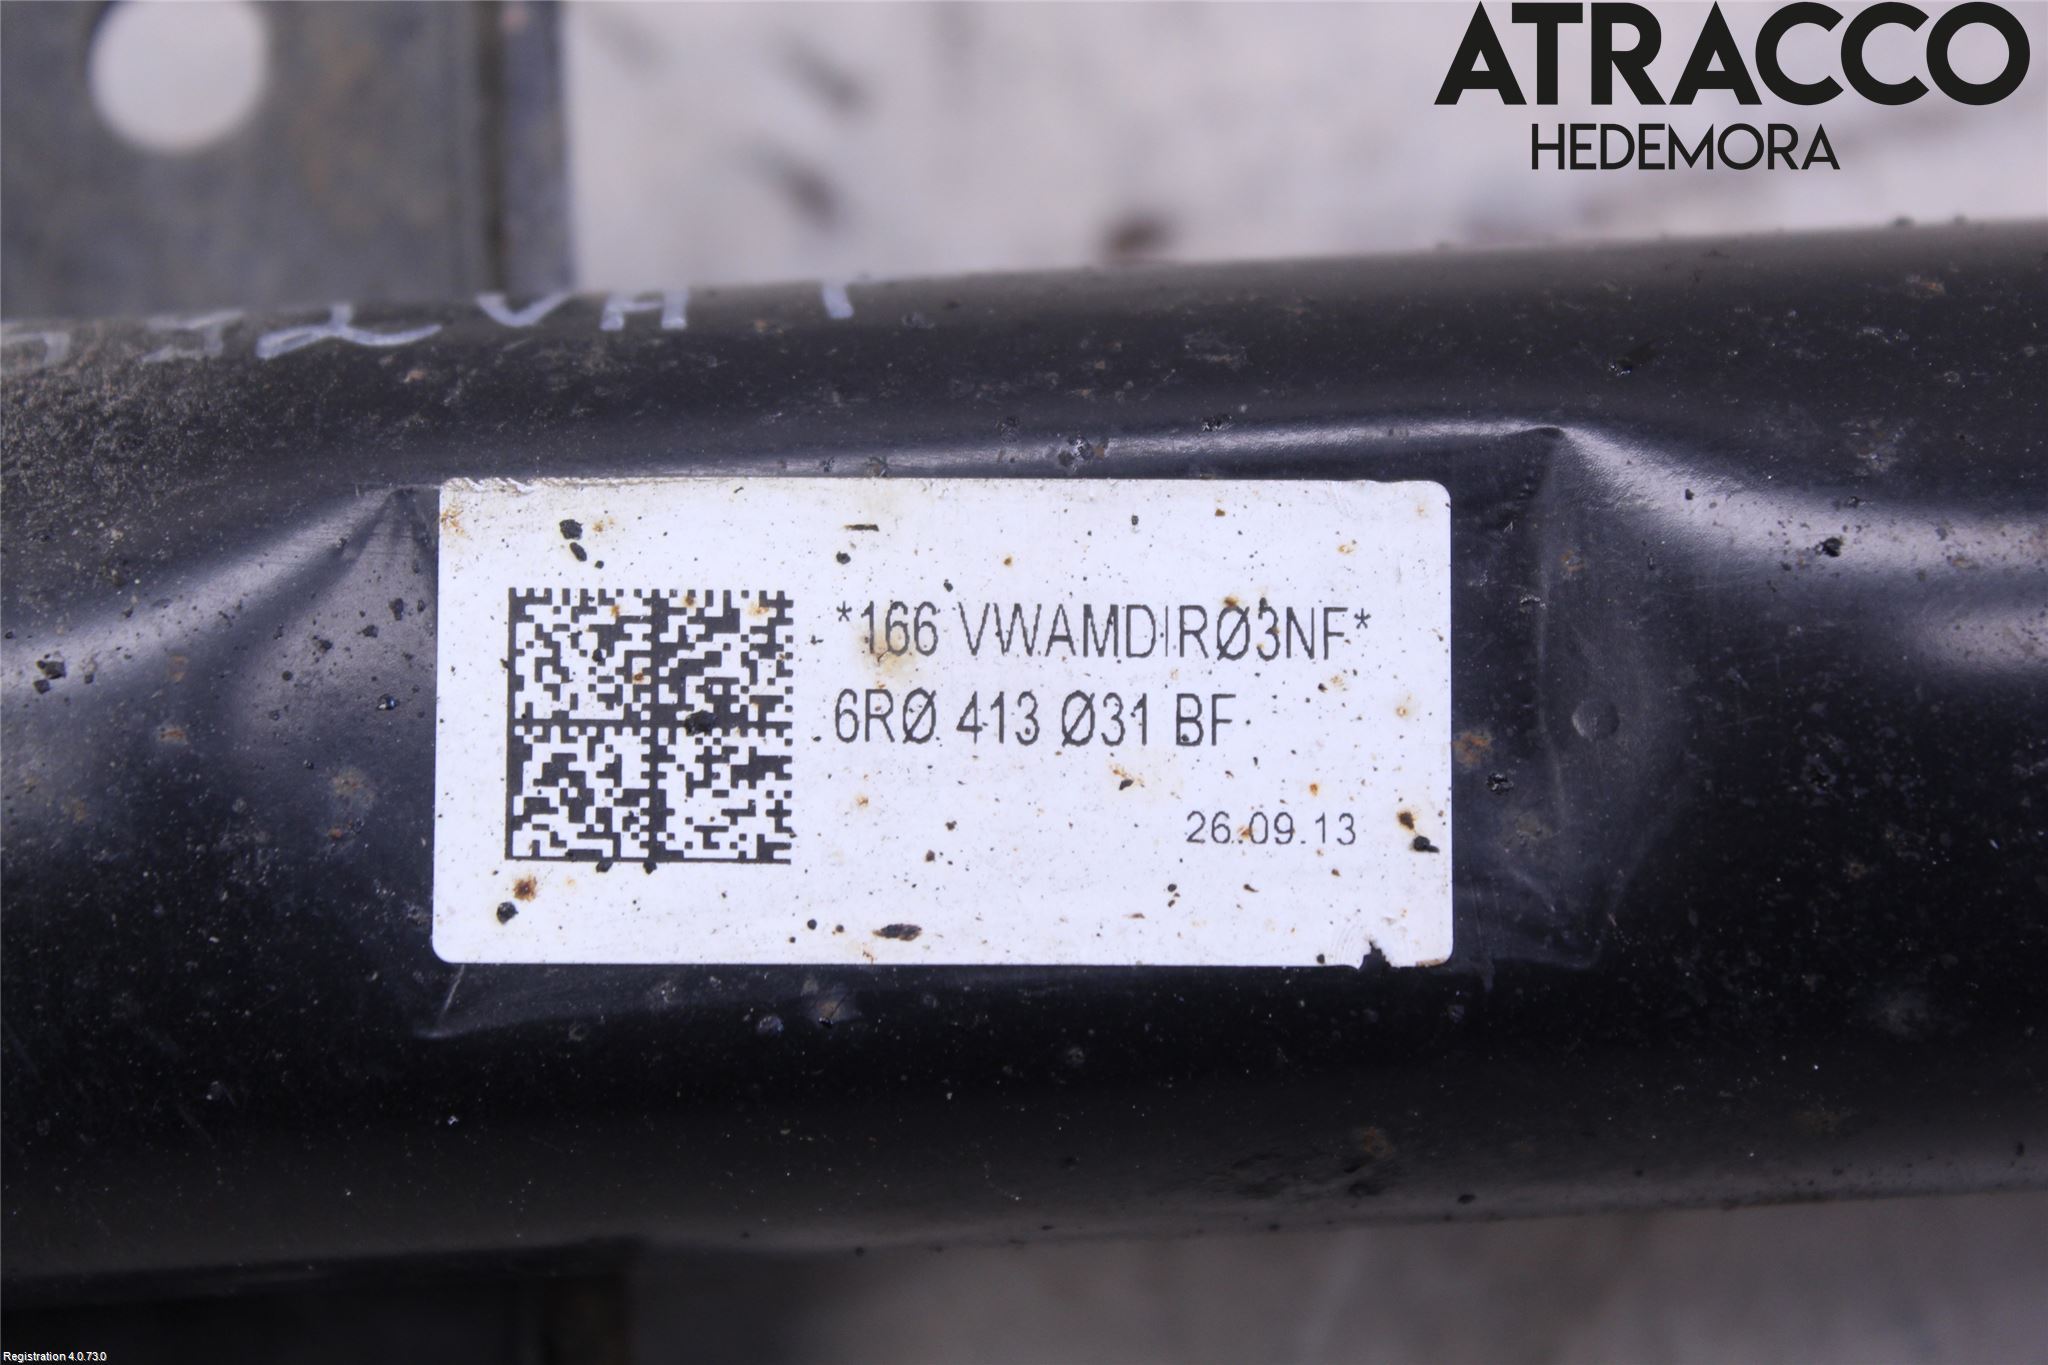 ATRACCO
HEDEMORA
*166 VWAMDIRØ3NF*
6RØ 413 Ø31 BF
26.09.13
Registration 4.0.73.0